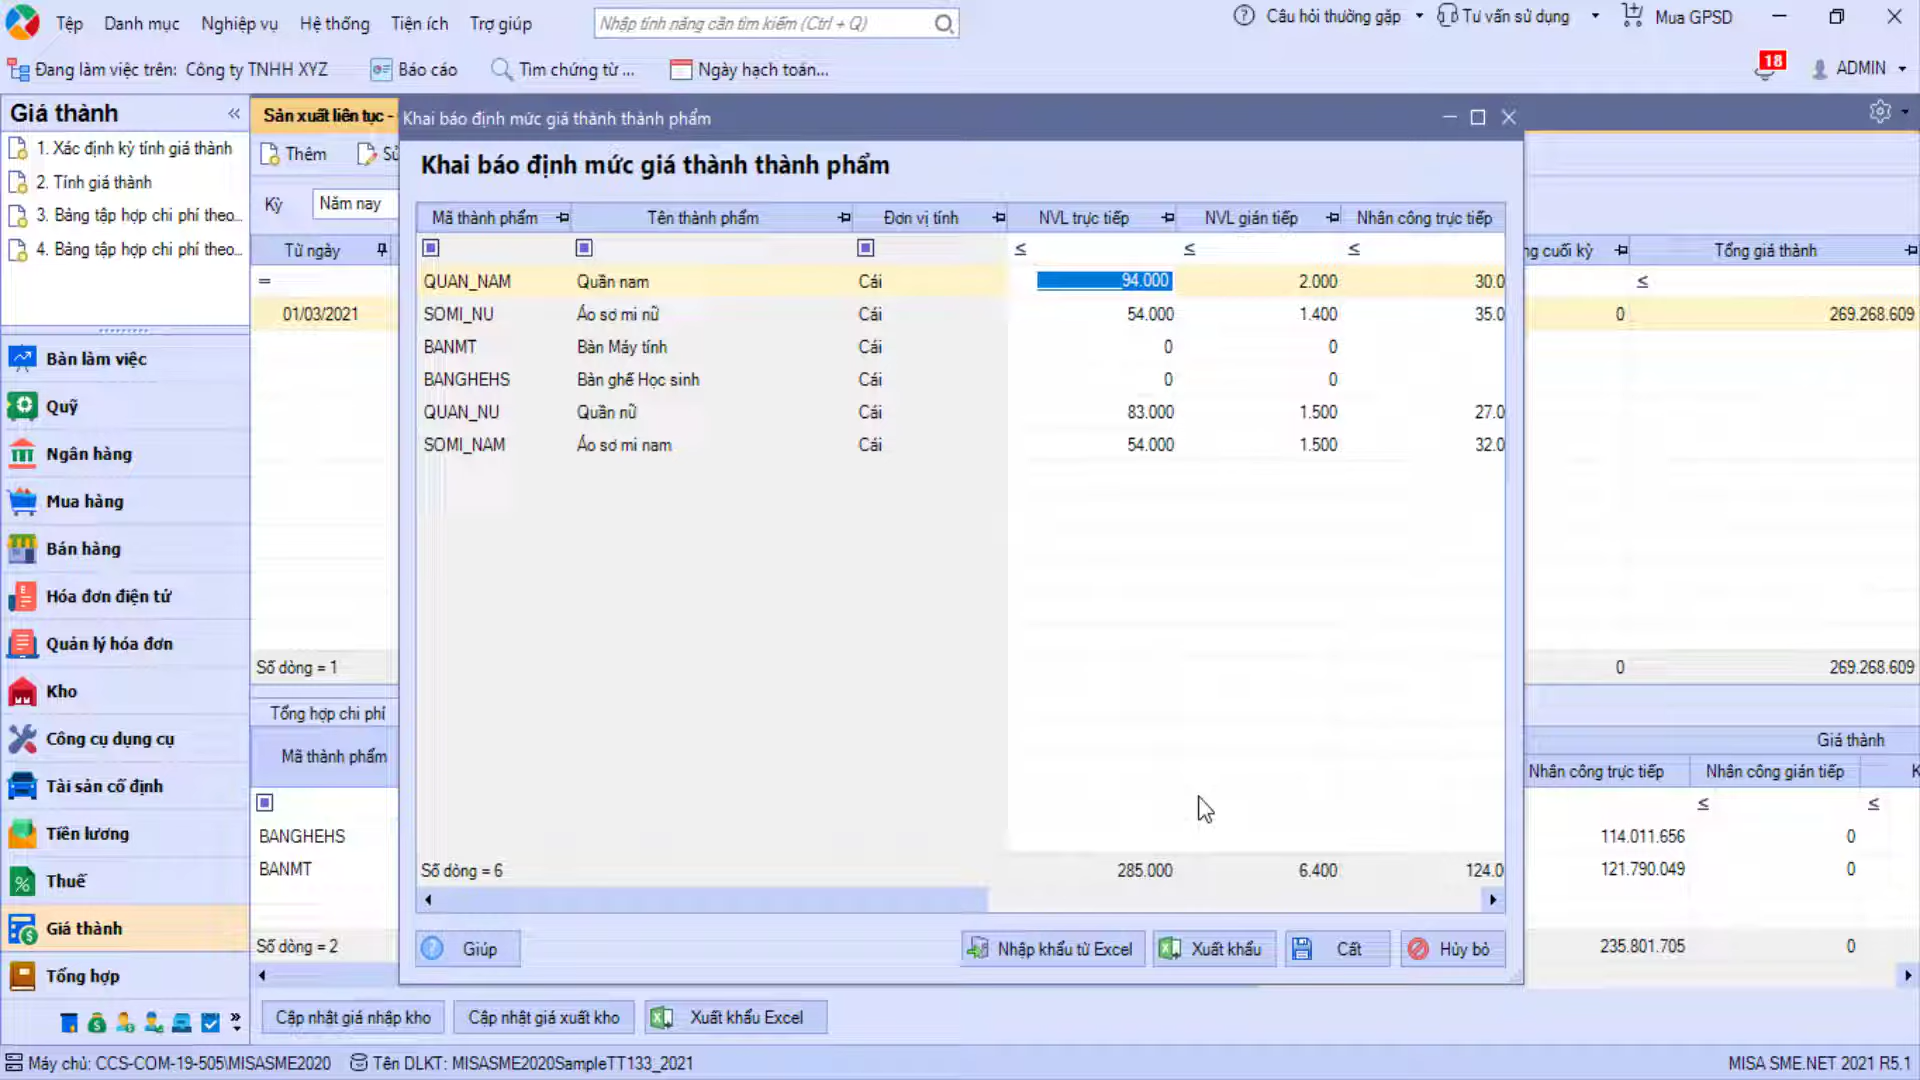 Tệp Danh mục Nghiệp vụ Hệ thống Tiện ích Trợ giúp
Nhập tính năng cần tìm kiếm (Ctrl + Q)
Câu hỏi thường gặp Tư vấn sử dụng Mua GPSD
Đang làm việc trên: Công ty TNHH XYZ Báo cáo Tìm chứng từ ... Ngày hạch toán...
18 ADMIN
Giá thành «
1. Xác định kỳ tính giá thành
2. Tính giá thành
3. Bảng tập hợp chi phí theo...
4. Bảng tập hợp chi phí theo...
Bàn làm việc
Quỹ
Ngân hàng
Mua hàng
Bán hàng
Hóa đơn điện tử
Quản lý hóa đơn
Kho
Công cụ dụng cụ
Tài sản cố định
Tiền lương
Thuế
Giá thành
Tổng hợp
Sản xuất liên tục -
Thêm Sử
Kỳ Năm nay
Từ ngày
=
01/03/2021
Số dòng = 1
Tổng hợp chi phí
Mã thành phẩm
BANGHEHS
BANMT
Số dòng = 2
Khai báo định mức giá thành thành phẩm
Khai báo định mức giá thành thành phẩm
Mã thành phẩm Tên thành phẩm Đơn vị tính NVL trực tiếp NVL gián tiếp Nhân công trực tiếp
≤ ≤ ≤
QUAN_NAM Quần nam Cái 94.000 2.000 30.0
SOMI_NU Áo sơ mi nữ Cái 54.000 1.400 35.0
BANMT Bàn Máy tính Cái 0 0
BANGHEHS Bàn ghế Học sinh Cái 0 0
QUAN_NU Quần nữ Cái 83.000 1.500 27.0
SOMI_NAM Áo sơ mi nam Cái 54.000 1.500 32.0
Số dòng = 6 285.000 6.400 124.0
Giúp Nhập khẩu từ Excel Xuất khẩu Cất Hủy bỏ
ng cuối kỳ Tổng giá thành
≤
0 269.268.609
0 269.268.609
Giá thành
Nhân công trực tiếp Nhân công gián tiếp K
≤ ≤
114.011.656 0
121.790.049 0
235.801.705 0
Cập nhật giá nhập kho Cập nhật giá xuất kho Xuất khẩu Excel
Máy chủ: CCS-COM-19-505\MISASME2020 Tên DLKT: MISASME2020SampleTT133_2021 MISA SME.NET 2021 R5.1